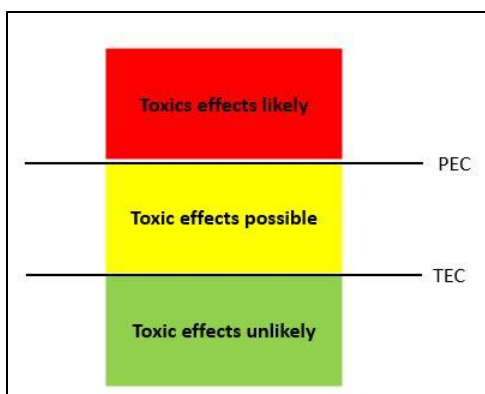 Toxics effects likely
PEC
Toxic effects possible
TEC
Toxic effects unlikely